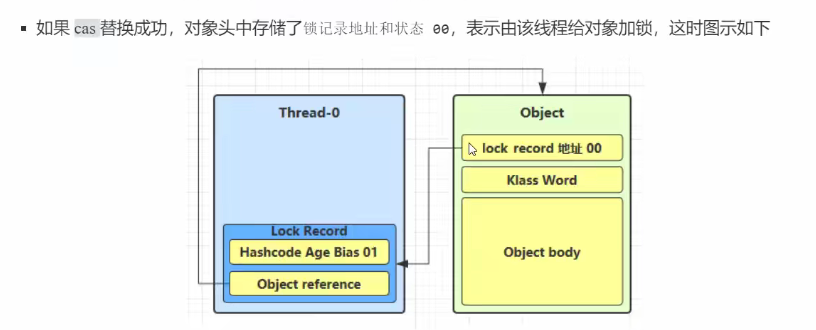 ▪ 如果 cas 替换成功，对象头中存储了锁记录地址和状态 00，表示由该线程给对象加锁，这时图示如下
Thread-0
Lock Record
Hashcode Age Bias 01
Object reference
Object
lock record 地址 00
Klass Word
Object body